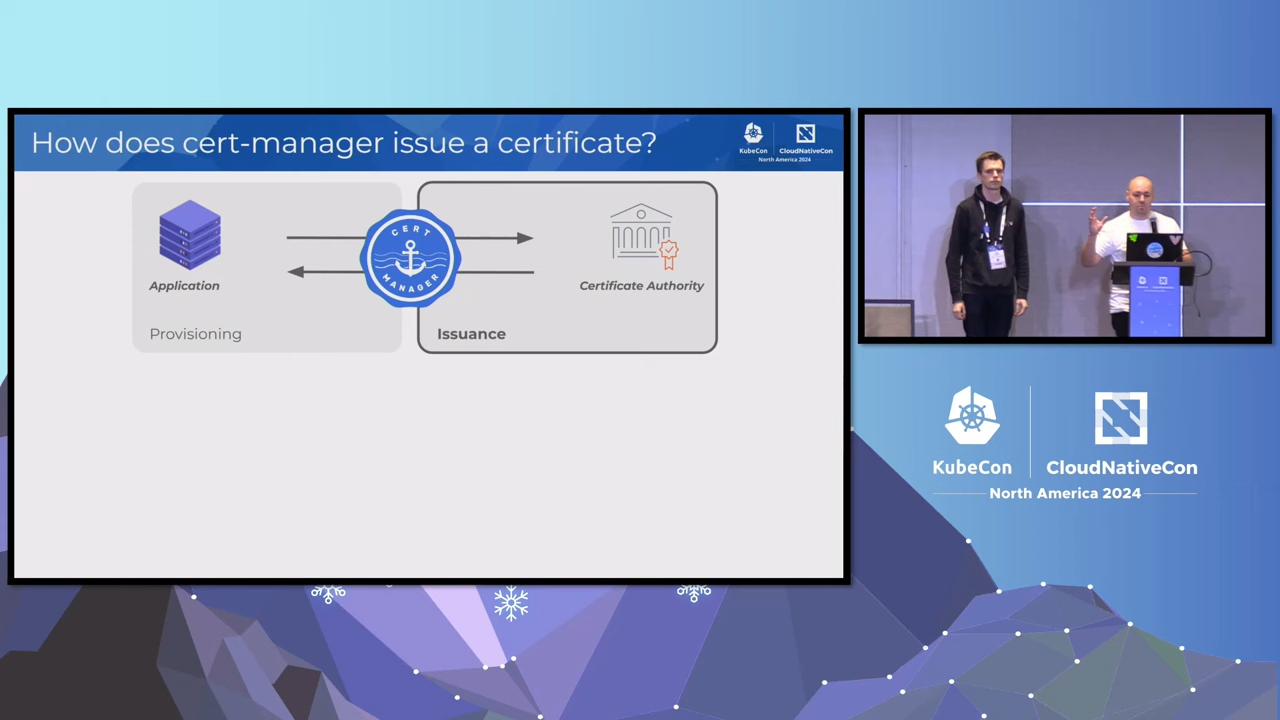 How does cert-manager issue a certificate?
KubeCon
CloudNativeCon
North America 2024
CERT
MANAGER
Application
Certificate Authority
Provisioning
Issuance
KubeCon
CloudNativeCon
North America 2024